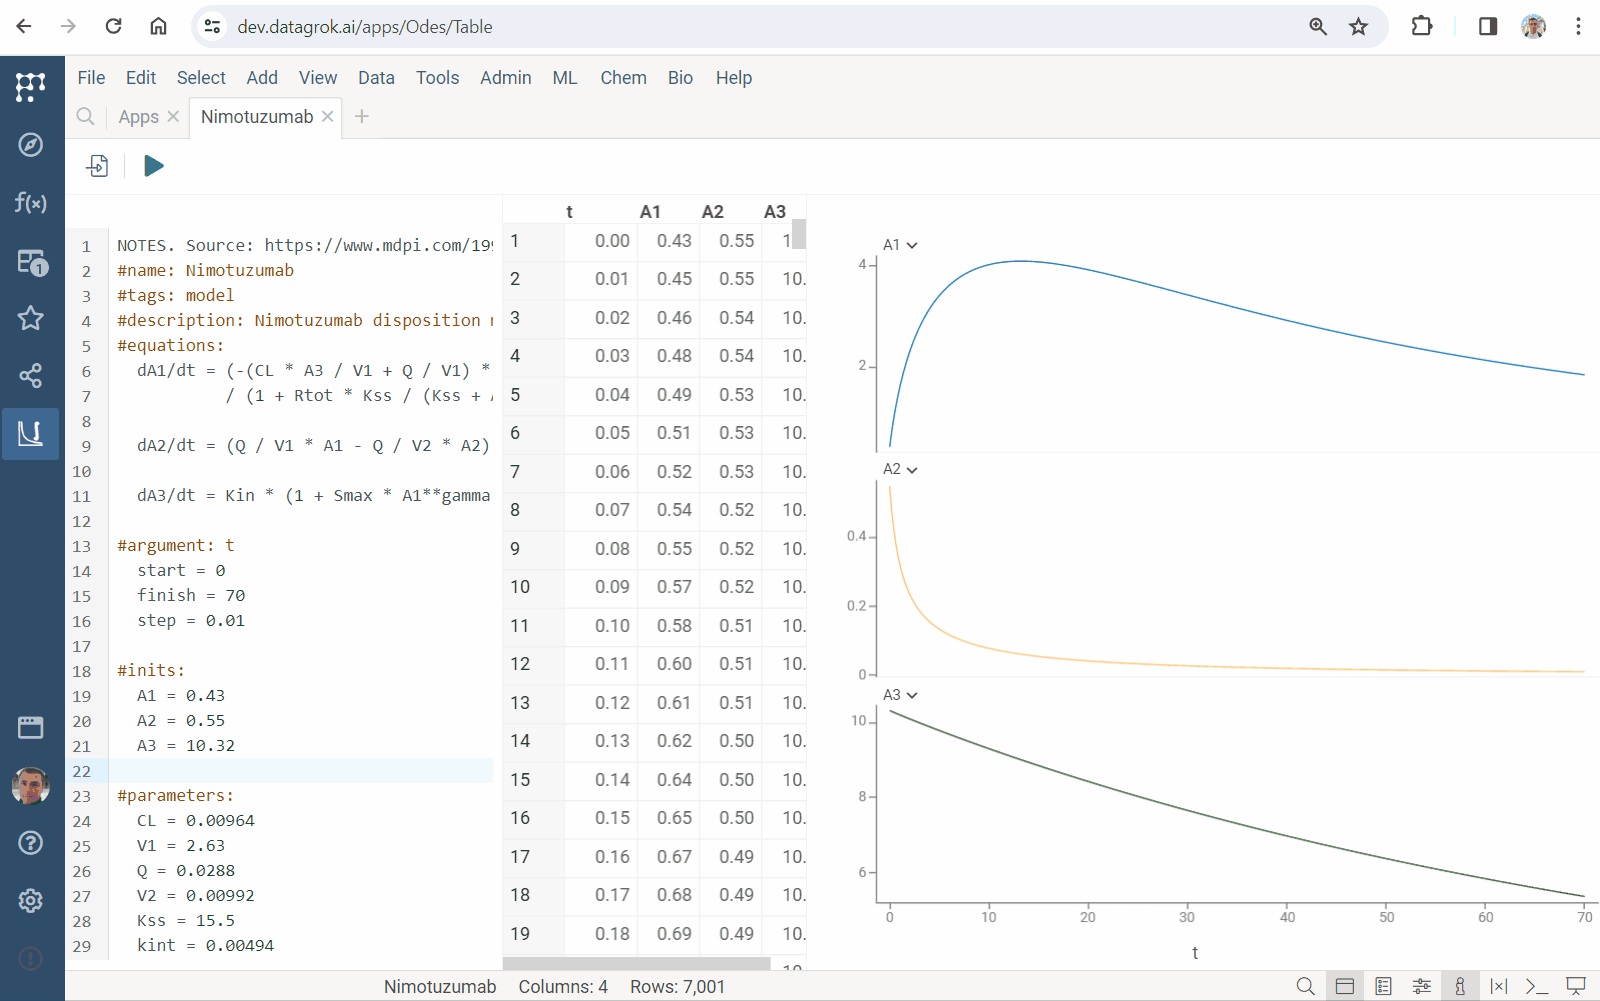 dev.datagrok.ai/apps/Odes/Table
File Edit Select Add View Data Tools Admin ML Chem Bio Help
Apps Nimotuzumab
f(x)
1
1 NOTES. Source: https://www.mdpi.com/199
2 #name: Nimotuzumab
3 #tags: model
4 #description: Nimotuzumab disposition
5 #equations:
6 dA1/dt = (-(CL * A3 / V1 + Q / V1) *
7 / (1 + Rtot * Kss / (Kss +
8
9 dA2/dt = (Q / V1 * A1 - Q / V2 * A2)
10
11 dA3/dt = Kin * (1 + Smax * A1**gamma
12
13 #argument: t
14 start = 0
15 finish = 70
16 step = 0.01
17
18 #inits:
19 A1 = 0.43
20 A2 = 0.55
21 A3 = 10.32
22
23 #parameters:
24 CL = 0.00964
25 V1 = 2.63
26 Q = 0.0288
27 V2 = 0.00992
28 Kss = 15.5
29 kint = 0.00494
t A1 A2 A3
1 0.00 0.43 0.55 1
2 0.01 0.45 0.55 10.
3 0.02 0.46 0.54 10.
4 0.03 0.48 0.54 10.
5 0.04 0.49 0.53 10.
6 0.05 0.51 0.53 10.
7 0.06 0.52 0.53 10.
8 0.07 0.54 0.52 10.
9 0.08 0.55 0.52 10.
10 0.09 0.57 0.52 10.
11 0.10 0.58 0.51 10.
12 0.11 0.60 0.51 10.
13 0.12 0.61 0.51 10.
14 0.13 0.62 0.50 10.
15 0.14 0.64 0.50 10.
16 0.15 0.65 0.50 10.
17 0.16 0.67 0.49 10.
18 0.17 0.68 0.49 10.
19 0.18 0.69 0.49 10.
A1
4
2
A2
0.4
0.2
0
A3
10
8
6
0 10 20 30 40 50 60 70
t
Nimotuzumab Columns: 4 Rows: 7,001